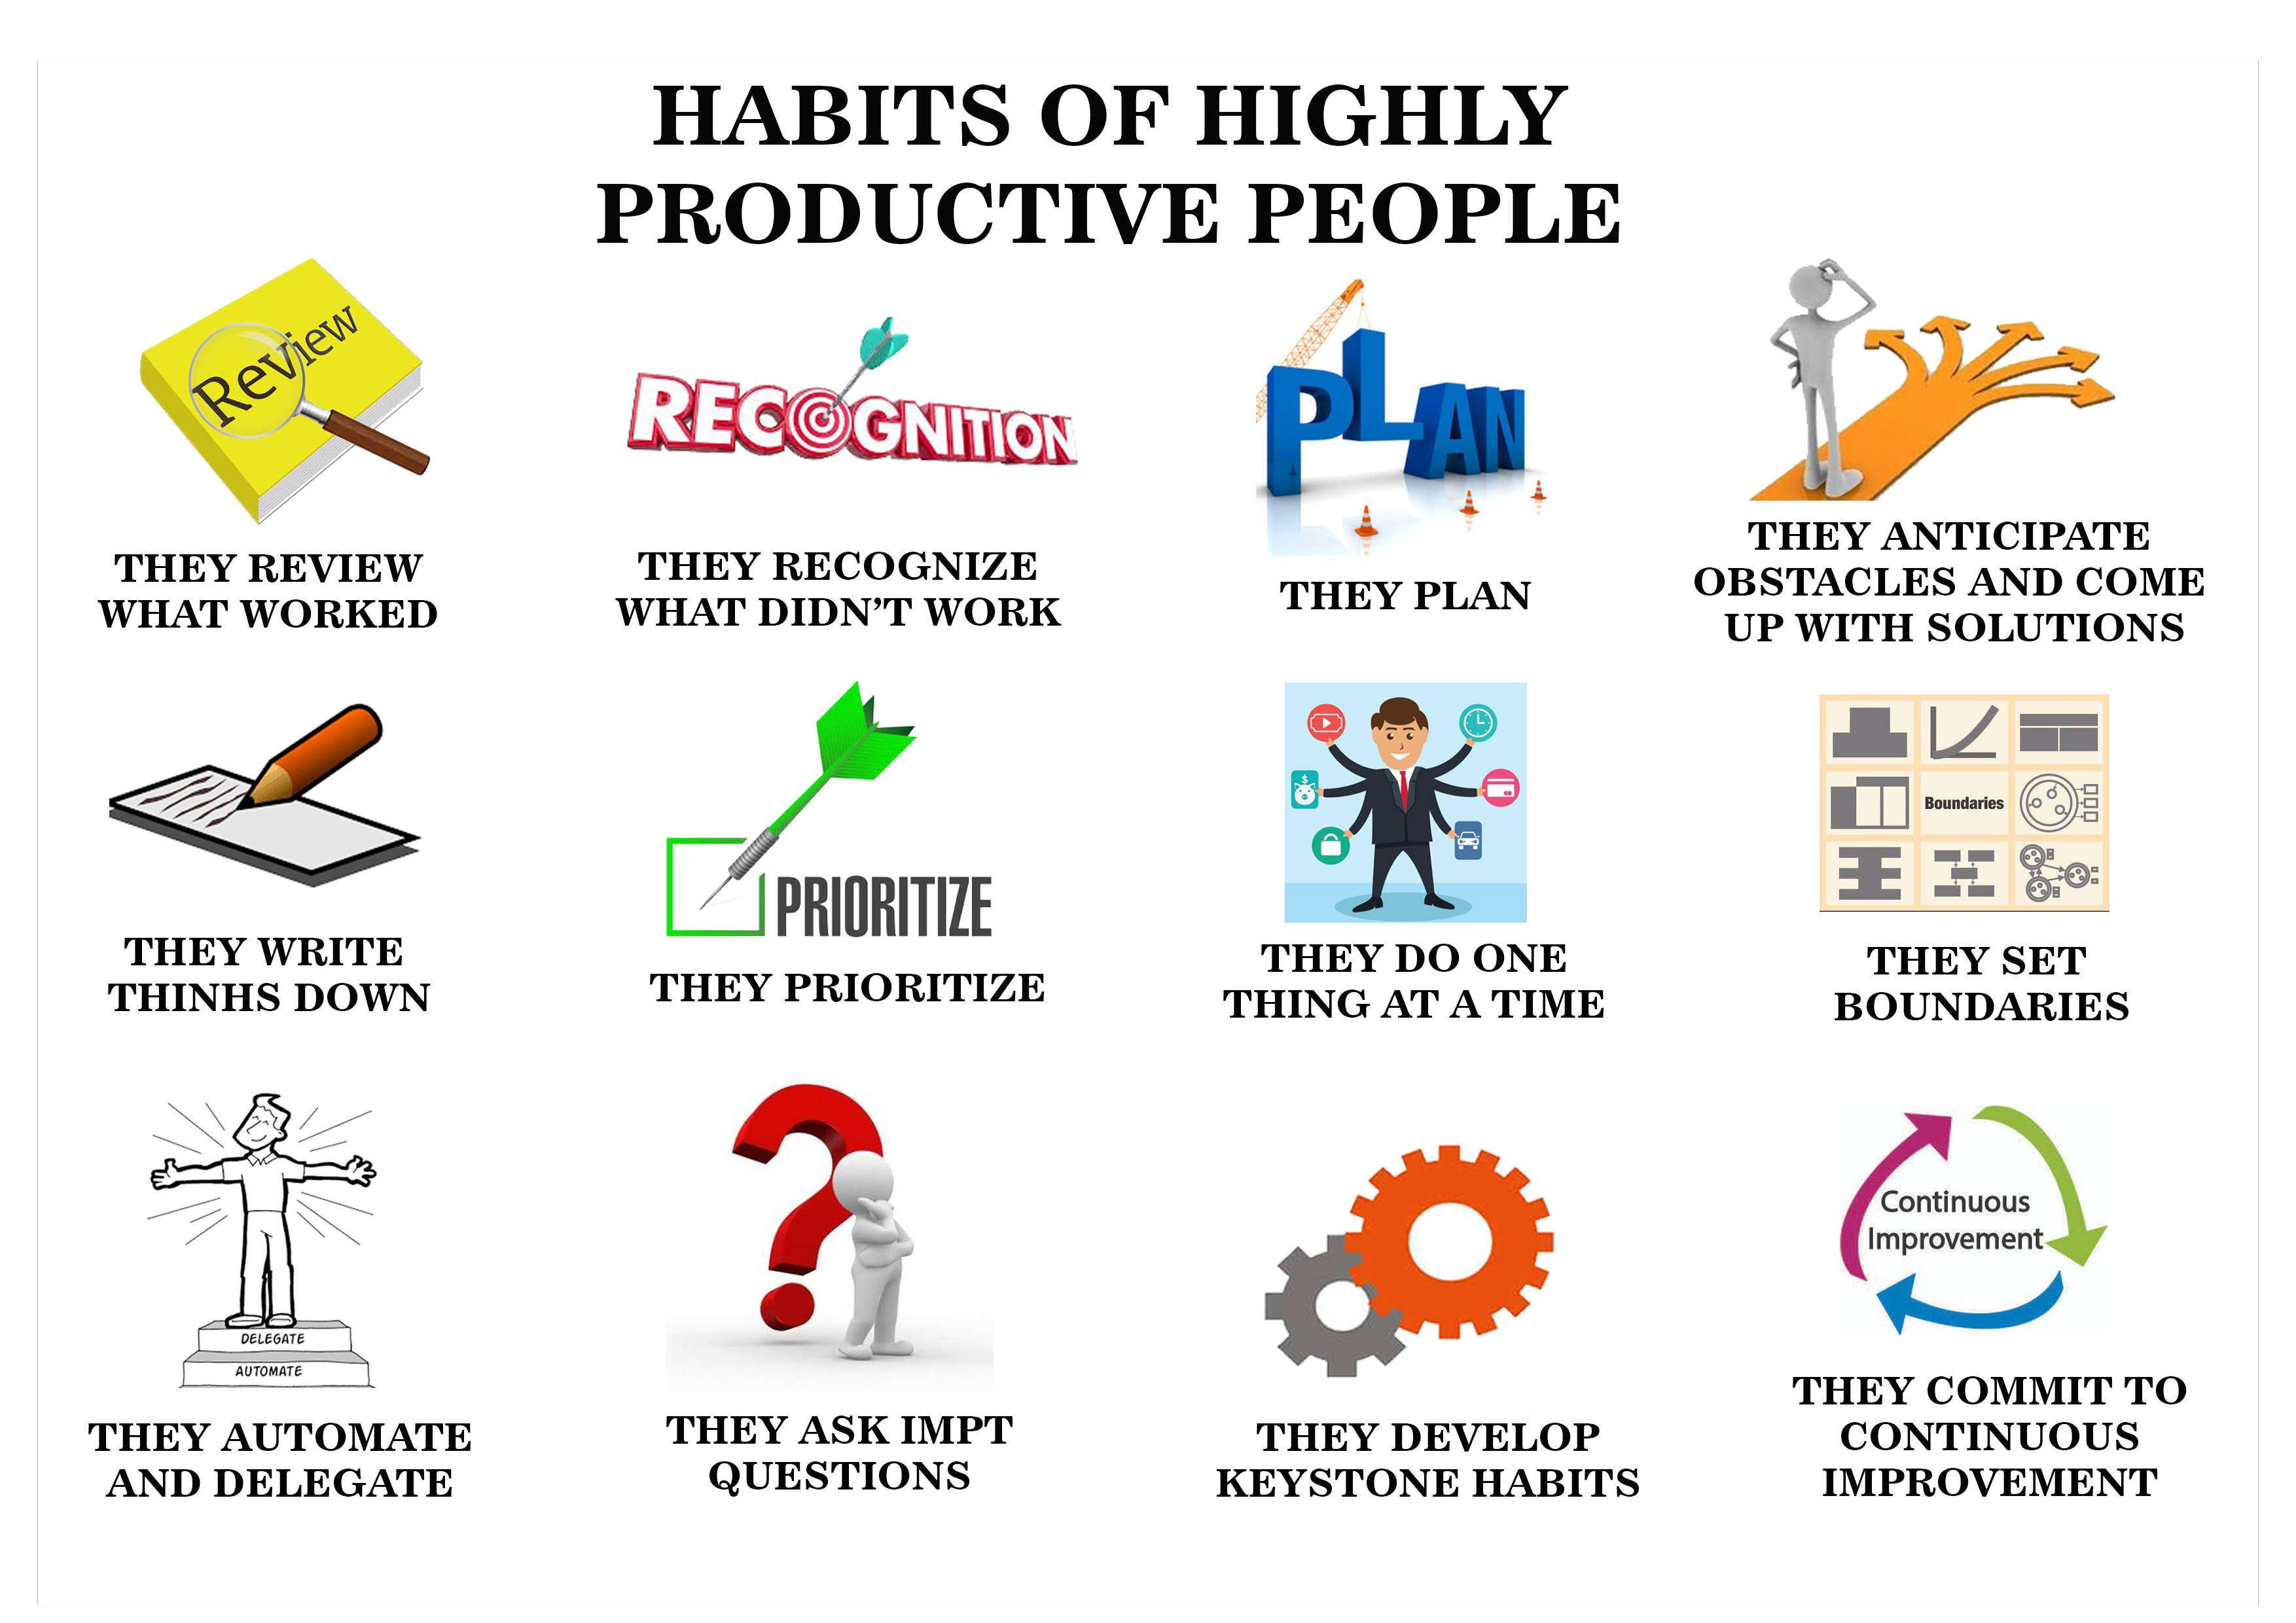 HABITS OF HIGHLY
PRODUCTIVE PEOPLE
Review
THEY REVIEW
WHAT WORKED
RECOGNITION
THEY RECOGNIZE
WHAT DIDN'T WORK
PLAN
THEY PLAN
THEY ANTICIPATE
OBSTACLES AND COME
UP WITH SOLUTIONS
THEY WRITE
THINHS DOWN
PRIORITIZE
THEY PRIORITIZE
$
THEY DO ONE
THING AT A TIME
Boundaries
THEY SET
BOUNDARIES
DELEGATE
AUTOMATE
THEY AUTOMATE
AND DELEGATE
?
THEY ASK IMPT
QUESTIONS
THEY DEVELOP
KEYSTONE HABITS
Continuous
Improvement
THEY COMMIT TO
CONTINUOUS
IMPROVEMENT